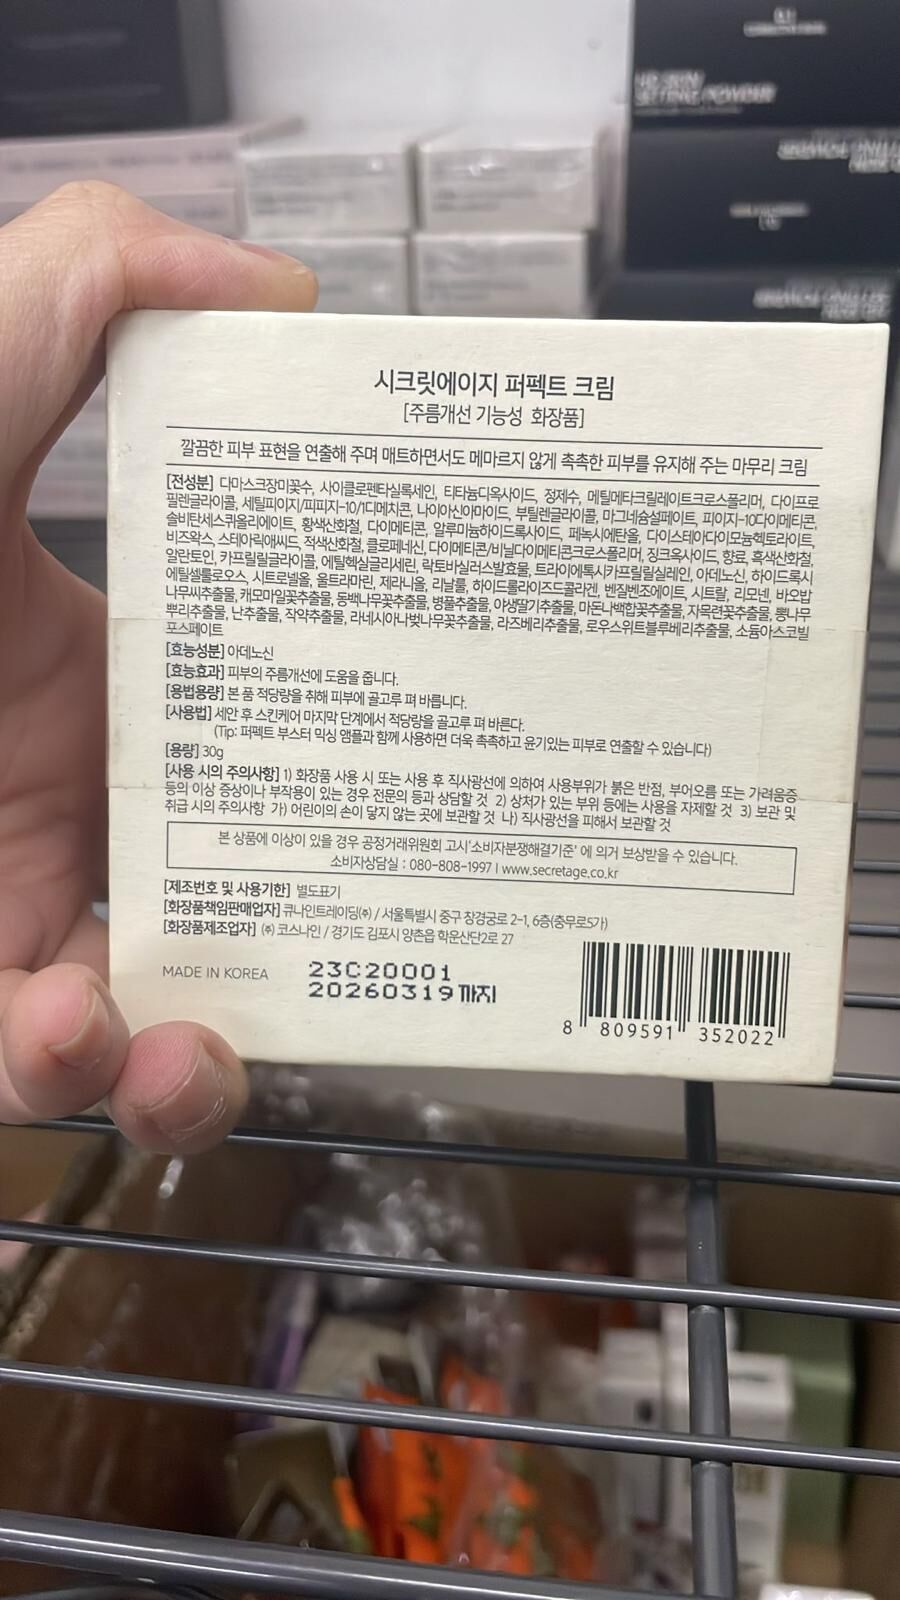 UR SKIN
SETTING POWDER
시크릿에이지 퍼펙트 크림
[주름개선 기능성 화장품]
깔끔한 피부 표현을 연출해 주며 매트하면서도 메마르지 않게 촉촉한 피부를 유지해 주는 마무리 크림
[전성분] 다마스크장미꽃수, 사이클로펜타실록세인, 티타늄디옥사이드, 정제수, 메틸메타크릴레이트크로스폴리머, 다이프로
필렌글라이콜, 세틸피이지/피피지-10/1디메치콘, 나이아신아마이드, 부틸렌글라이콜, 마그네슘설페이트, 피이지-10다이메티콘,
솔비탄세스퀴올리에이트, 황색산화철, 다이메티콘, 알루미늄하이드록사이드, 페녹시에탄올, 다이스테아다이모늄헥토라이트,
비즈왁스, 스테아릭애씨드, 적색산화철, 클로페네신, 다이메티콘/비닐다이메티콘크로스폴리머, 징크옥사이드, 향료, 흑색산화철,
알란토인, 카프릴릴글라이콜, 에틸헥실글리세린, 락토바실러스발효물, 트라이에톡시카프릴릴실레인, 아데노신, 하이드록시
에틸셀룰로오스, 시트로넬올, 울트라마린, 제라니올, 리날룰, 하이드롤라이즈드콜라겐, 벤질벤조에이트, 시트랄, 리모넨, 바오밥
나무씨추출물, 캐모마일꽃추출물, 동백나무꽃추출물, 병풀추출물, 야생딸기추출물, 마돈나백합꽃추출물, 자목련꽃추출물, 뽕나무
뿌리추출물, 난추출물, 작약추출물, 라네시아나벚나무꽃추출물, 라즈베리추출물, 로우스위트블루베리추출물, 소듐아스코빌
포스페이트
[효능성분] 아데노신
[효능효과] 피부의 주름개선에 도움을 줍니다.
[용법용량] 본 품 적당량을 취해 피부에 골고루 펴 바릅니다.
[사용법] 세안 후 스킨케어 마지막 단계에서 적당량을 골고루 펴 바른다.
(Tip: 퍼펙트 부스터 믹싱 앰플과 함께 사용하면 더욱 촉촉하고 윤기있는 피부로 연출할 수 있습니다)
[용량] 30g
[사용 시의 주의사항] 1) 화장품 사용 시 또는 사용 후 직사광선에 의하여 사용부위가 붉은 반점, 부어오름 또는 가려움증
등의 이상 증상이나 부작용이 있는 경우 전문의 등과 상담할 것 2) 상처가 있는 부위 등에는 사용을 자제할 것 3) 보관 및
취급 시의 주의사항 가) 어린이의 손이 닿지 않는 곳에 보관할 것 나) 직사광선을 피해서 보관할 것
본 상품에 이상이 있을 경우 공정거래위원회 고시'소비자분쟁해결기준' 에 의거 보상받을 수 있습니다.
소비자상담실 : 080-808-1997 | www.secretage.co.kr
[제조번호 및 사용기한] 별도표기
[화장품책임판매업자] 큐나인트레이딩㈜ / 서울특별시 중구 창경궁로 2-1, 6층(충무로5가)
[화장품제조업자] ㈜ 코스나인 / 경기도 김포시 양촌읍 학운산단2로 27
MADE IN KOREA
23C20001
20260319까지
8 809591 352022